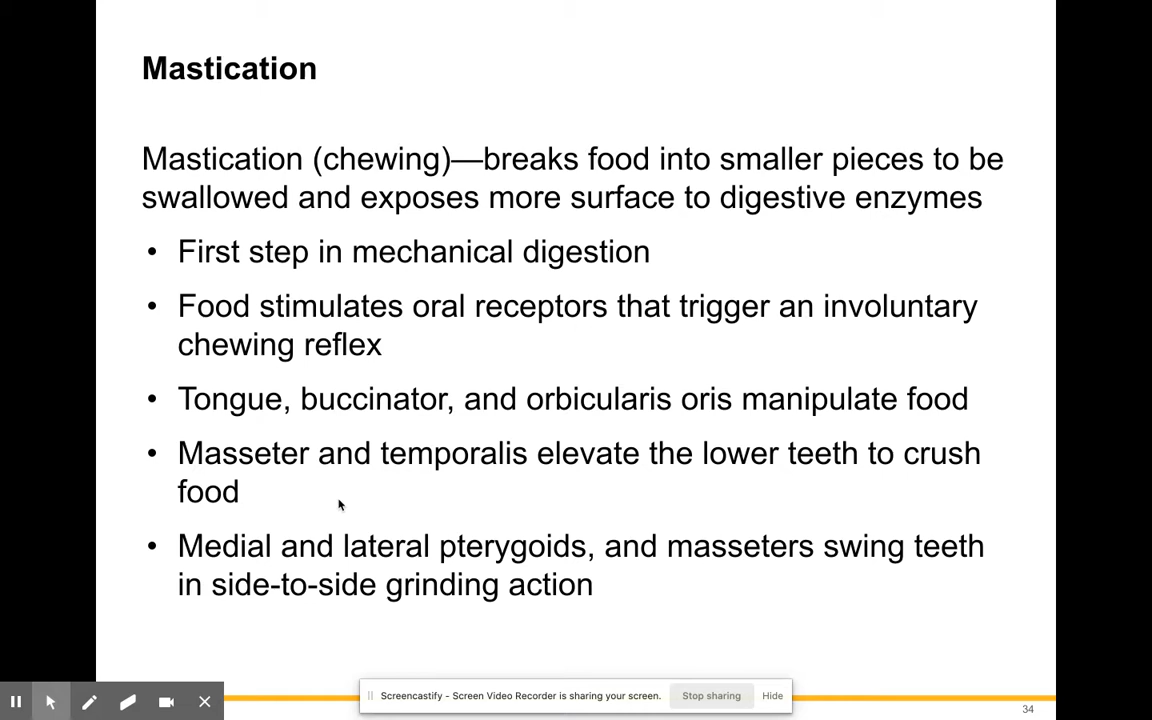 Mastication
Mastication (chewing)—breaks food into smaller pieces to be
swallowed and exposes more surface to digestive enzymes
• First step in mechanical digestion
• Food stimulates oral receptors that trigger an involuntary
chewing reflex
• Tongue, buccinator, and orbicularis oris manipulate food
• Masseter and temporalis elevate the lower teeth to crush
food
• Medial and lateral pterygoids, and masseters swing teeth
in side-to-side grinding action
Screencastify - Screen Video Recorder is sharing your screen. Stop sharing Hide
34